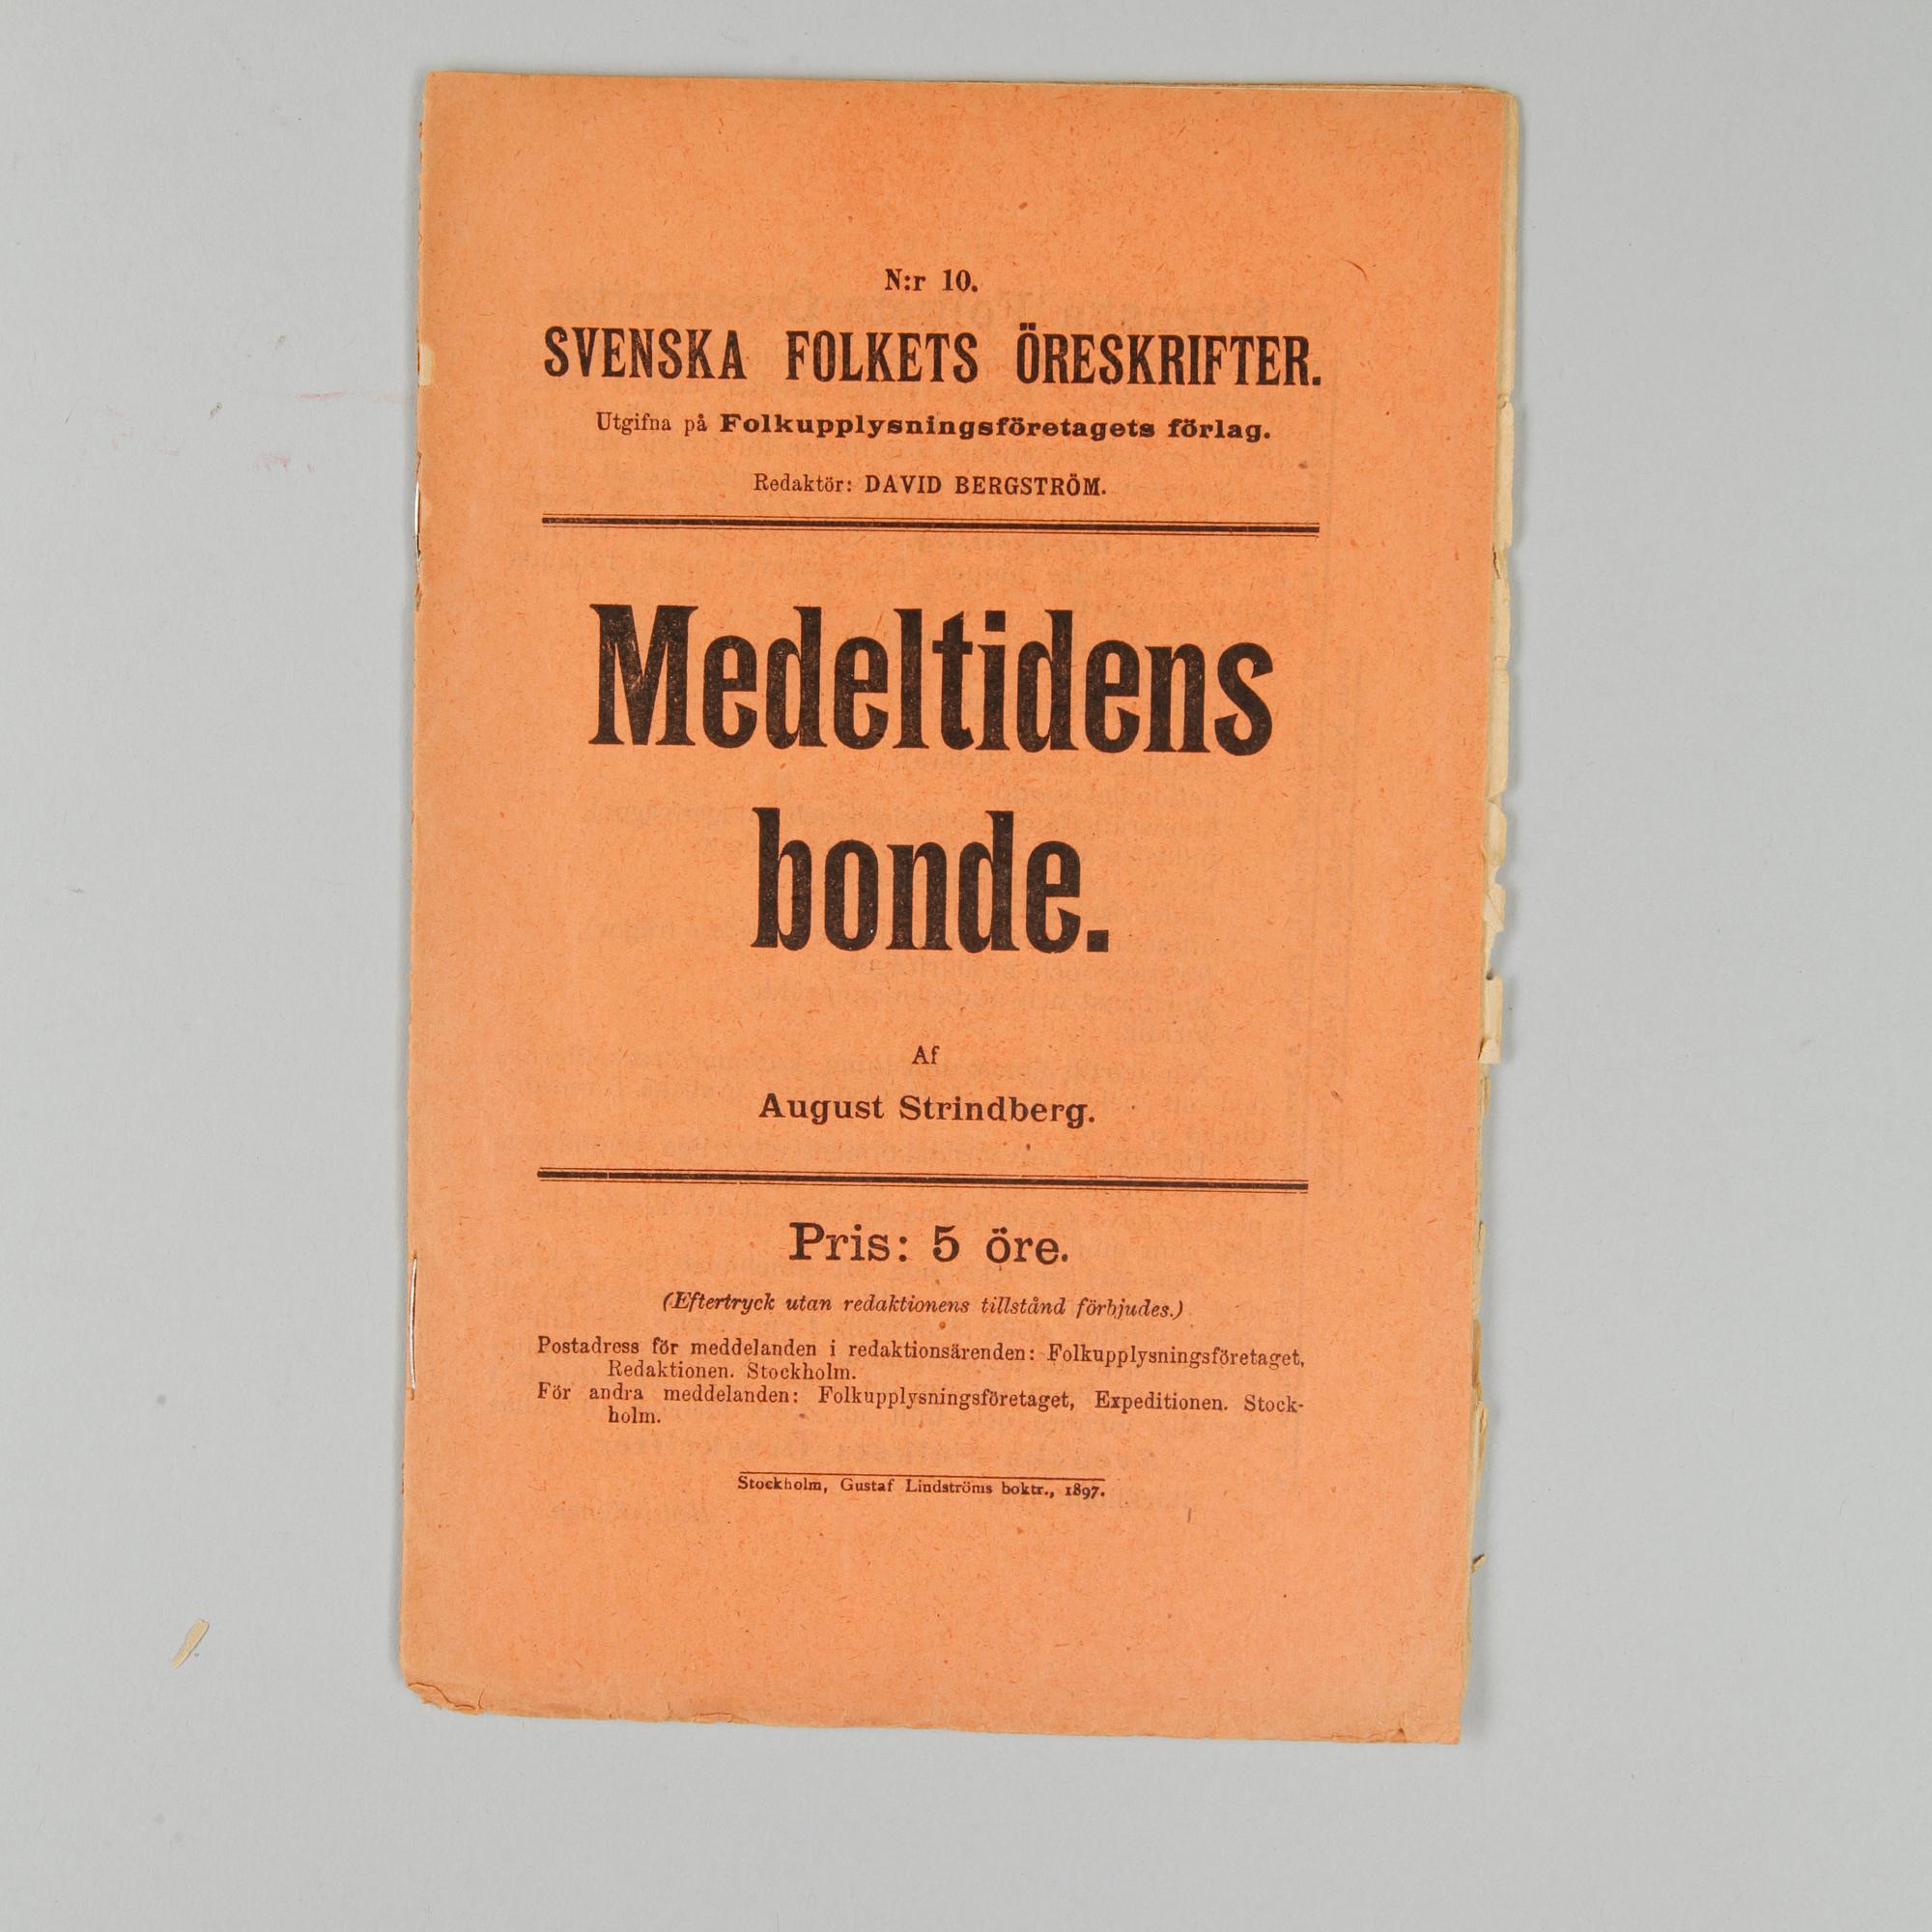 N:r 10.
SVENSKA FOLKETS ÖRESKRIFTER.
Utgifna på Folkupplysningsföretagets förlag.
Redaktör: DAVID BERGSTRÖM.
Medeltidens
bonde.
Af
August Strindberg.
Pris: 5 öre.
(Eftertryck utan redaktionens tillstånd förbjudes.)
Postadress för meddelanden i redaktionsärenden: Folkupplysningsföretaget,
Redaktionen. Stockholm.
För andra meddelanden: Folkupplysningsföretaget, Expeditionen. Stock-
holm.
Stockholm, Gustaf Lindströms boktr., 1897.